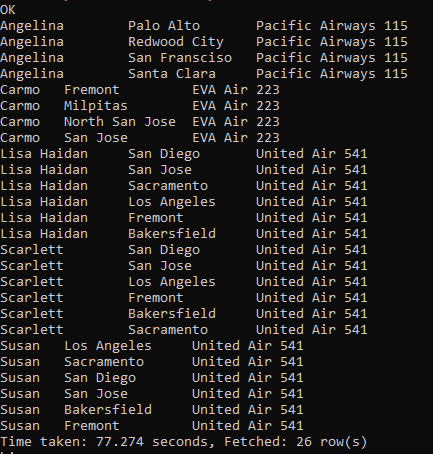 OK
Angelina Palo Alto Pacific Airways 115
Angelina Redwood City Pacific Airways 115
Angelina San Fransciso Pacific Airways 115
Angelina Santa Clara Pacific Airways 115
Carmo Fremont EVA Air 223
Carmo Milpitas EVA Air 223
Carmo North San Jose EVA Air 223
Carmo San Jose EVA Air 223
Lisa Haidan San Diego United Air 541
Lisa Haidan San Jose United Air 541
Lisa Haidan Sacramento United Air 541
Lisa Haidan Los Angeles United Air 541
Lisa Haidan Fremont United Air 541
Lisa Haidan Bakersfield United Air 541
Scarlett San Diego United Air 541
Scarlett San Jose United Air 541
Scarlett Los Angeles United Air 541
Scarlett Fremont United Air 541
Scarlett Bakersfield United Air 541
Scarlett Sacramento United Air 541
Susan Los Angeles United Air 541
Susan Sacramento United Air 541
Susan San Diego United Air 541
Susan San Jose United Air 541
Susan Bakersfield United Air 541
Susan Fremont United Air 541
Time taken: 77.274 seconds, Fetched: 26 row(s)